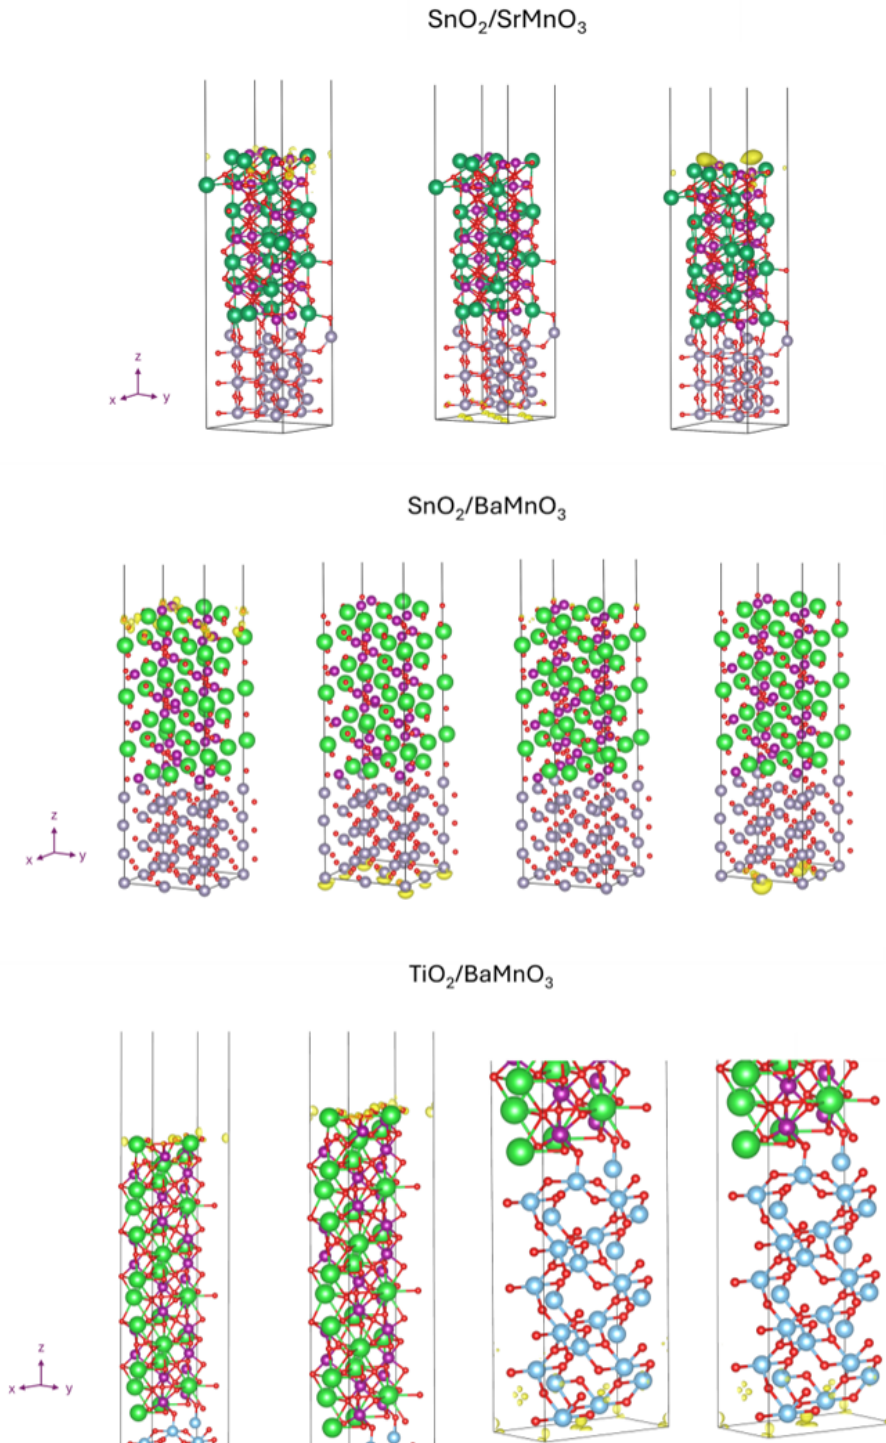 SnO₂/SrMnO₃
z
x y
SnO₂/BaMnO₃
z
x y
TiO₂/BaMnO₃
z
x y